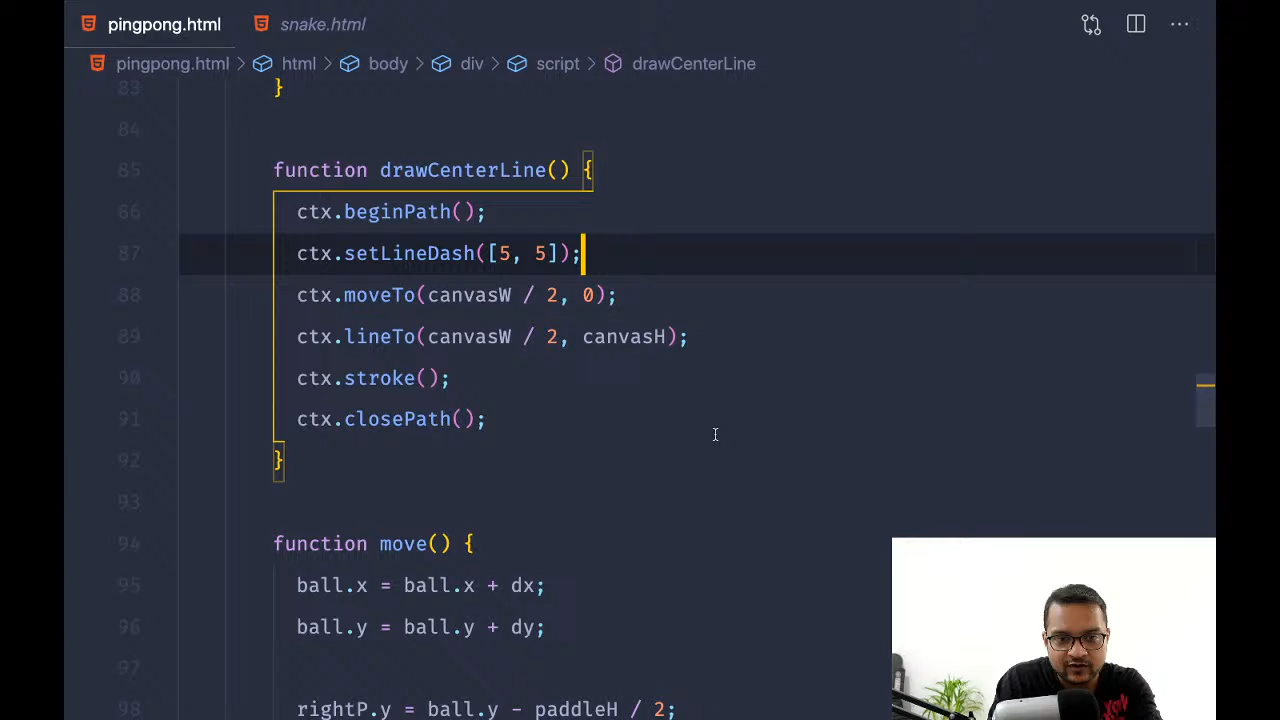 pingpong.html snake.html
pingpong.html > html > body > div > script > drawCenterLine
83 }
84
85 function drawCenterLine() {
86 ctx.beginPath();
87 ctx.setLineDash([5, 5]);
88 ctx.moveTo(canvasW / 2, 0);
89 ctx.lineTo(canvasW / 2, canvasH);
90 ctx.stroke();
91 ctx.closePath();
92 }
93
94 function move() {
95 ball.x = ball.x + dx;
96 ball.y = ball.y + dy;
97
98 rightP.y = ball.y - paddleH / 2;